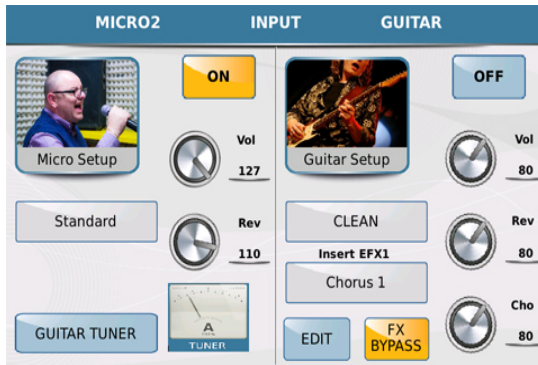 MICRO2 INPUT GUITAR
ON
Vol
127
Micro Setup
Standard
Rev
110
GUITAR TUNER
A
TUNER
OFF
Vol
80
Guitar Setup
CLEAN
Rev
80
Insert EFX1
Chorus 1
Cho
80
EDIT
FX
BYPASS